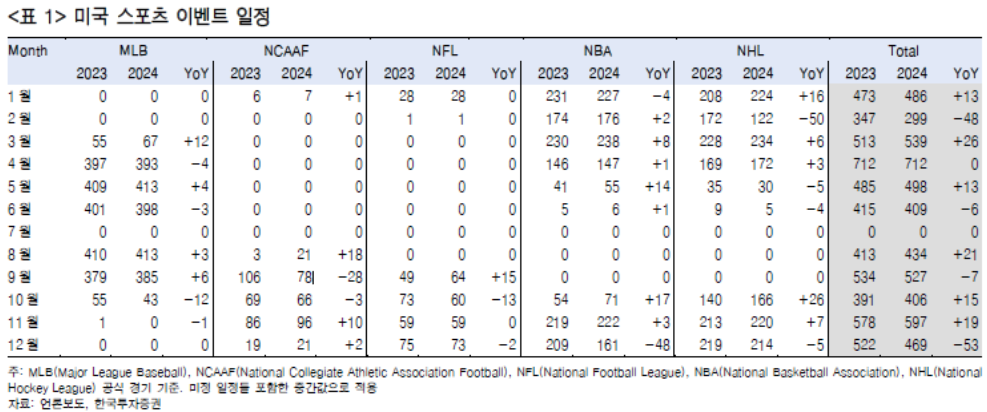 <표 1> 미국 스포츠 이벤트 일정
Month MLB NCAAF NFL NBA NHL Total
2023 2024 YoY 2023 2024 YoY 2023 2024 YoY 2023 2024 YoY 2023 2024 YoY 2023 2024 YoY
1월 0 0 0 6 7 +1 28 28 0 231 227 -4 208 224 +16 473 486 +13
2월 0 0 0 0 0 0 1 1 0 174 176 +2 172 122 -50 347 299 -48
3월 55 67 +12 0 0 0 0 0 0 230 238 +8 228 234 +6 513 539 +26
4월 397 393 -4 0 0 0 0 0 0 146 147 +1 169 172 +3 712 712 0
5월 409 413 +4 0 0 0 0 0 0 41 55 +14 35 30 -5 485 498 +13
6월 401 398 -3 0 0 0 0 0 0 5 6 +1 9 5 -4 415 409 -6
7월 0 0 0 0 0 0 0 0 0 0 0 0 0 0 0 0 0 0
8월 410 413 +3 3 21 +18 0 0 0 0 0 0 0 0 0 413 434 +21
9월 379 385 +6 106 78 -28 49 64 +15 0 0 0 0 0 0 534 527 -7
10월 55 43 -12 69 66 -3 73 60 -13 54 71 +17 140 166 +26 391 406 +15
11월 1 0 -1 86 96 +10 59 59 0 219 222 +3 213 220 +7 578 597 +19
12월 0 0 0 19 21 +2 75 73 -2 209 161 -48 219 214 -5 522 469 -53
주: MLB(Major League Baseball), NCAAF(National Collegiate Athletic Association Football), NFL(National Football League), NBA(National Basketball Association), NHL(National
Hockey League) 공식 경기 기준. 미정 일정들 포함한 중간값으로 적용
자료: 언론보도, 한국투자증권